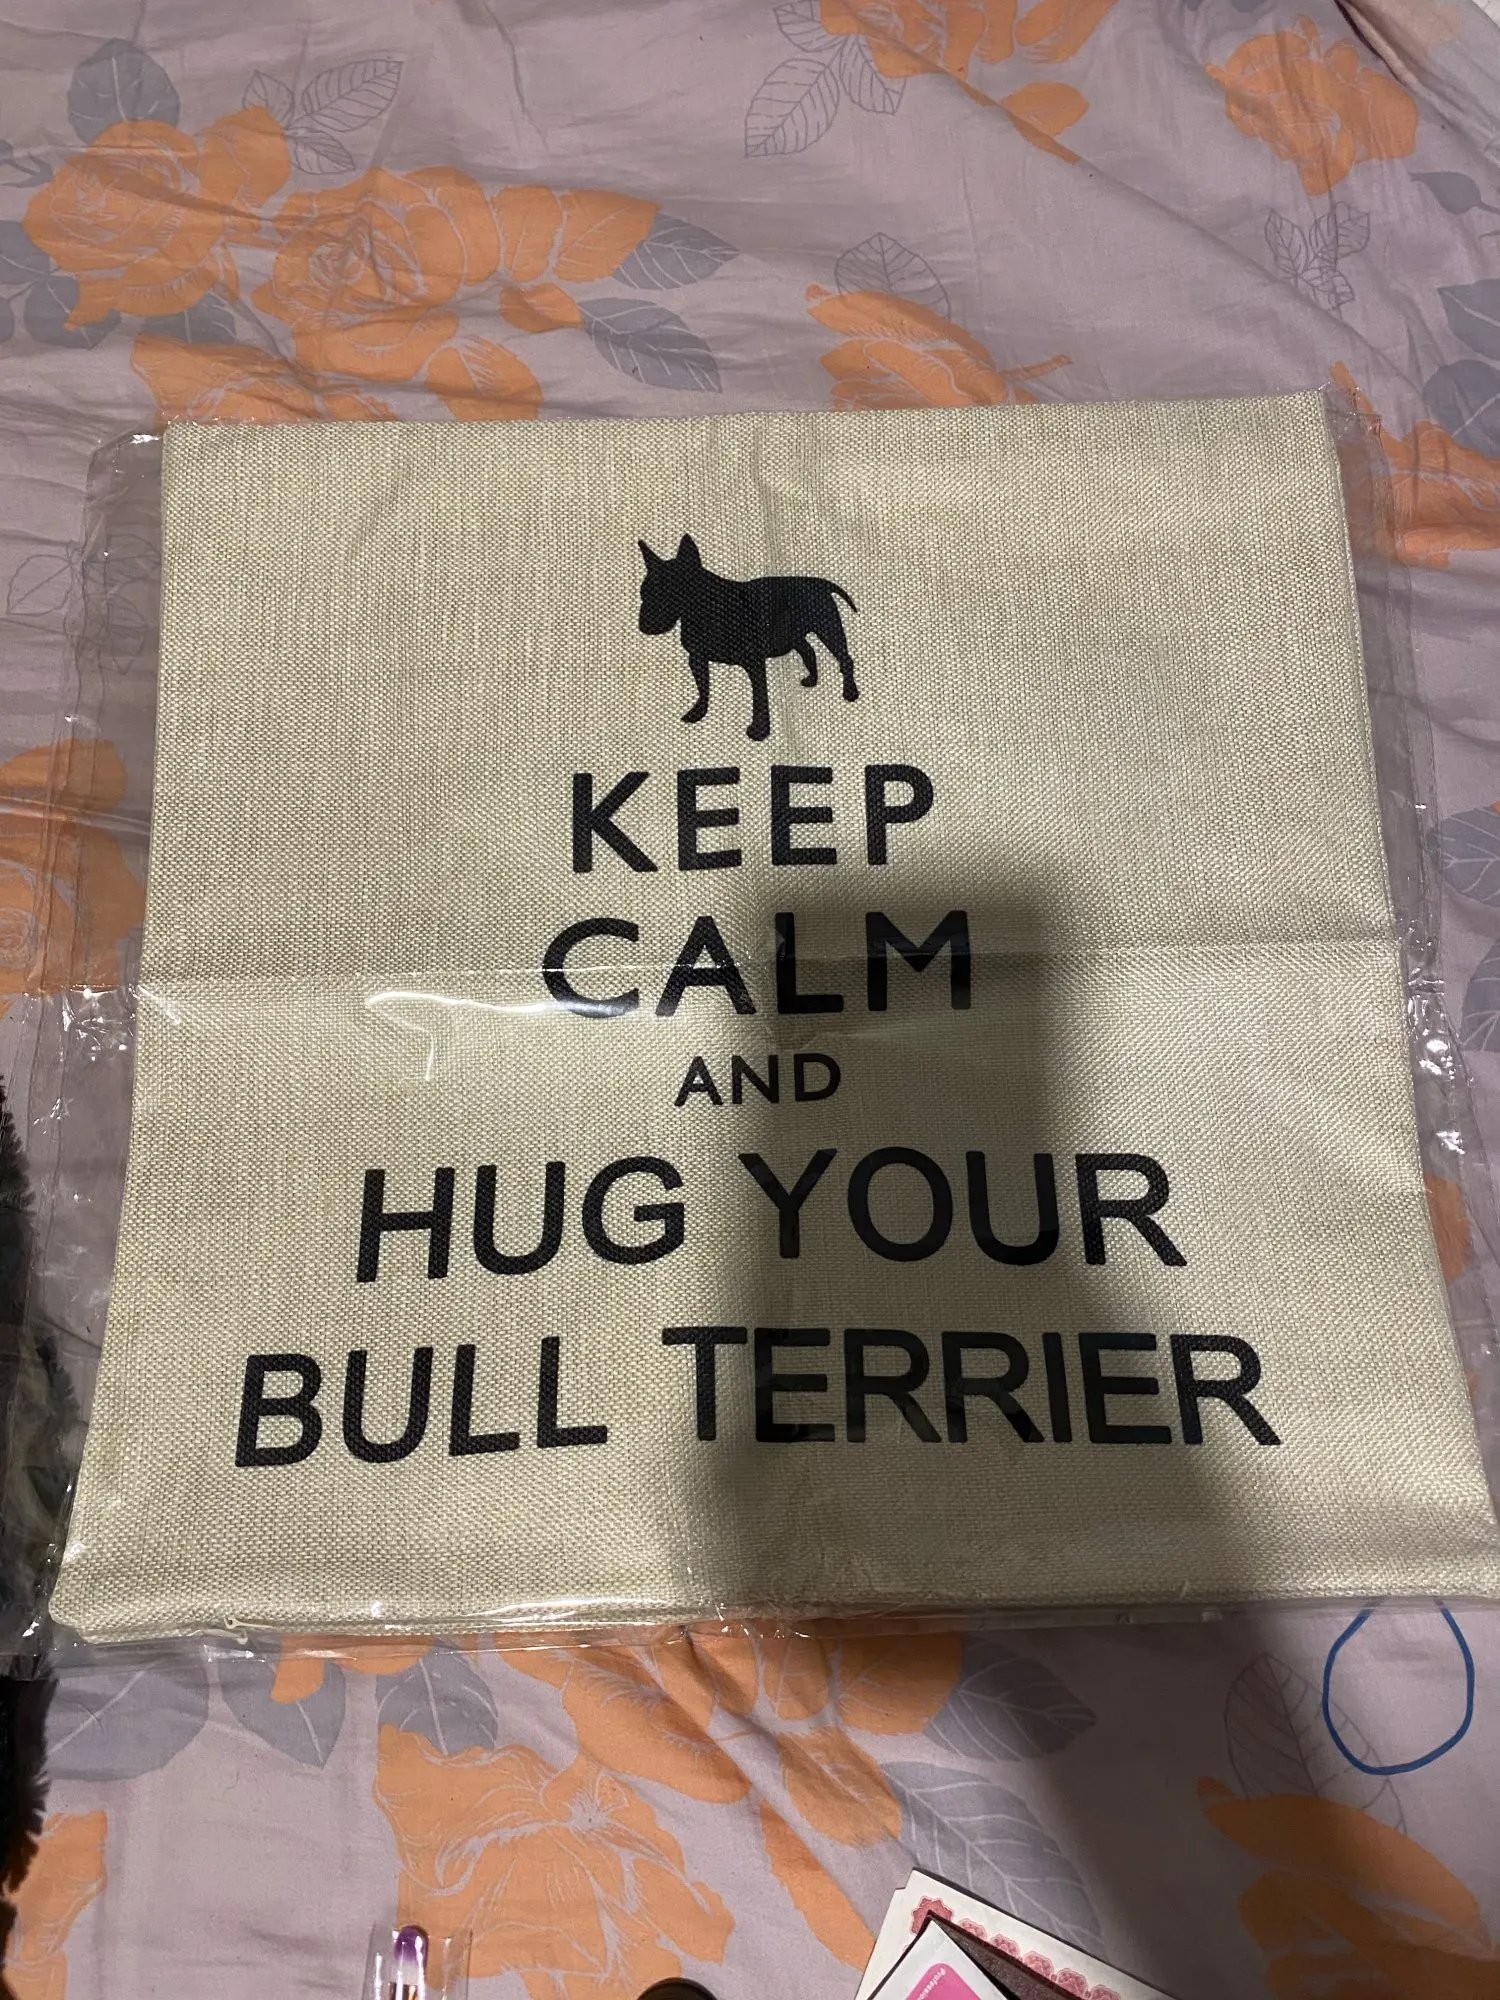 KEEP
CALM
AND
HUG YOUR
BULL TERRIER